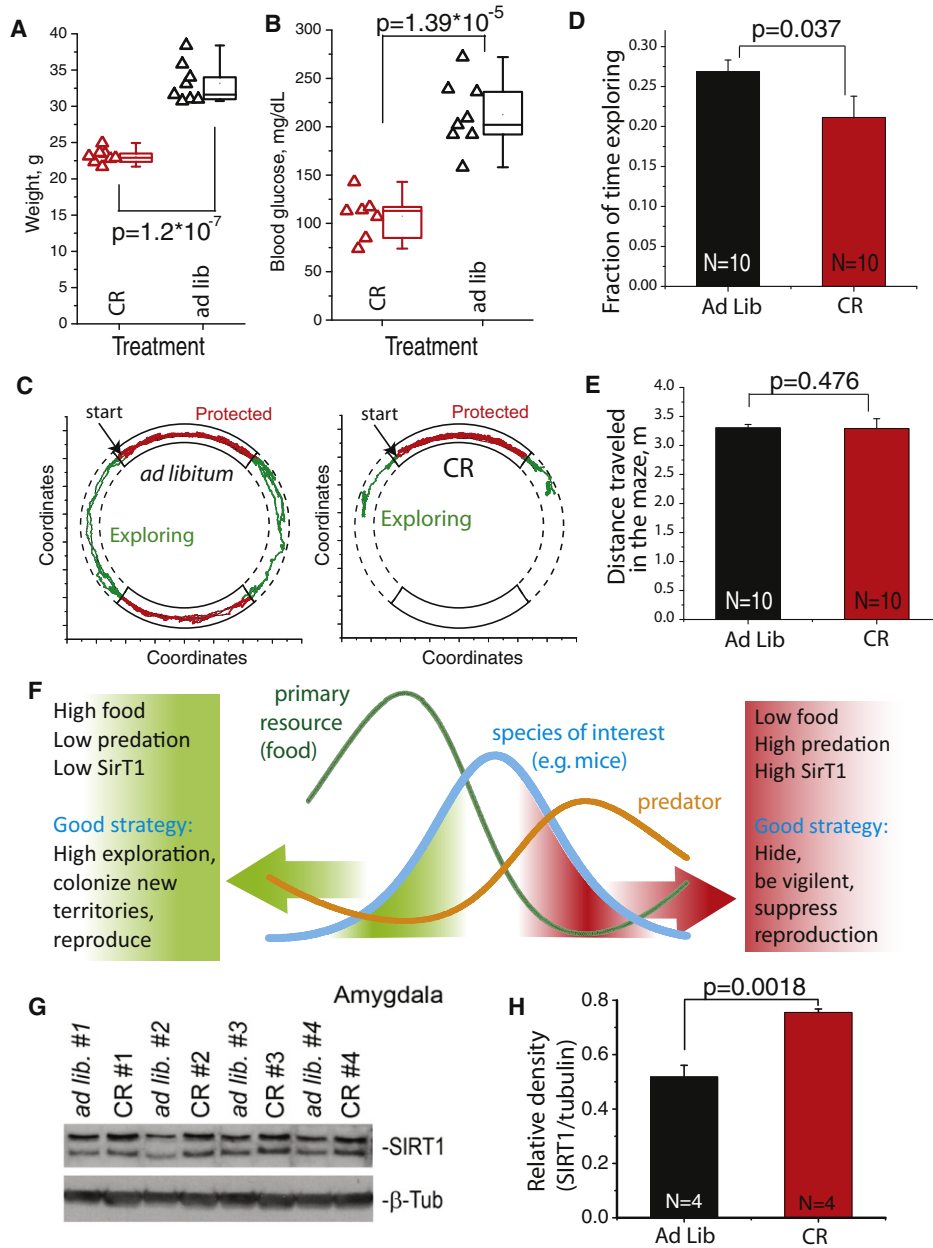 A
Weight, g
40
35
30
25
20
15
10
5
0
p=1.2*10-7
CR
ad lib
Treatment
B
Blood glucose, mg/dL
300
250
200
150
100
50
0
p=1.39*10-5
CR
ad lib
Treatment
D
Fraction of time exploring
0.30
0.25
0.20
0.15
0.10
0.05
0.00
p=0.037
N=10
N=10
Ad Lib
CR
C
Coordinates
start
Protected
ad libitum
Exploring
Coordinates
Coordinates
start
Protected
CR
Exploring
Coordinates
E
Distance traveled
in the maze, m
4.0
3.5
3.0
2.5
2.0
1.5
1.0
0.5
0.0
p=0.476
N=10
N=10
Ad Lib
CR
F
High food
Low predation
Low SirT1
Good strategy:
High exploration,
colonize new
territories,
reproduce
primary
resource
(food)
species of interest
(e.g. mice)
predator
Low food
High predation
High SirT1
Good strategy:
Hide,
be vigilent,
suppress
reproduction
G
Amygdala
ad lib. #1
CR #1
ad lib. #2
CR #2
ad lib. #3
CR #3
ad lib. #4
CR #4
-SIRT1
-β-Tub
H
Relative density
(SIRT1/tubulin)
0.8
0.6
0.4
0.2
0.0
p=0.0018
N=4
N=4
Ad Lib
CR